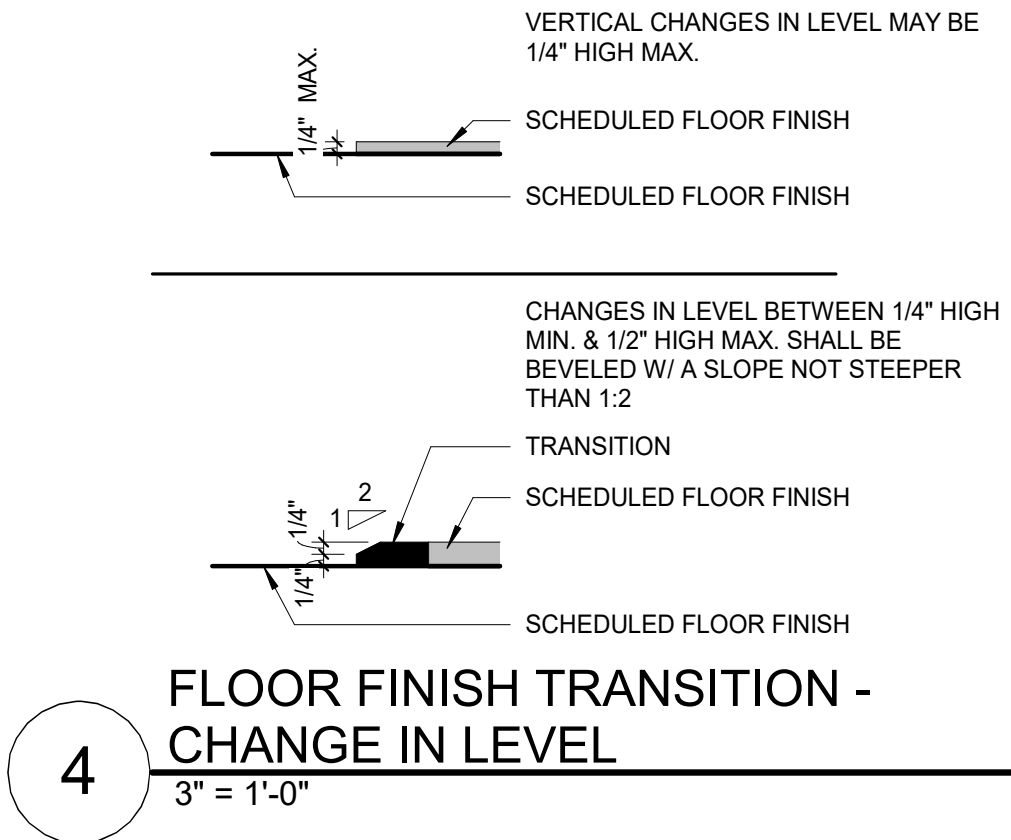 VERTICAL CHANGES IN LEVEL MAY BE
1/4" HIGH MAX.
1/4" MAX.
SCHEDULED FLOOR FINISH
SCHEDULED FLOOR FINISH
CHANGES IN LEVEL BETWEEN 1/4" HIGH
MIN. & 1/2" HIGH MAX. SHALL BE
BEVELED W/ A SLOPE NOT STEEPER
THAN 1:2
TRANSITION
2
1
SCHEDULED FLOOR FINISH
1/4"
1/4"
SCHEDULED FLOOR FINISH
FLOOR FINISH TRANSITION -
CHANGE IN LEVEL
4
3" = 1'-0"